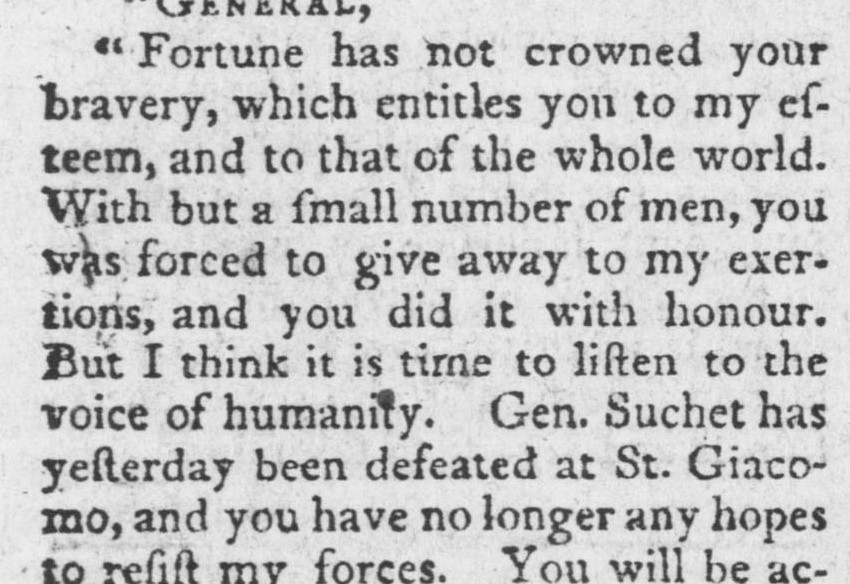 "GENERAL,
"Fortune has not crowned your
bravery, which entitles you to my eſ-
teem, and to that of the whole world.
With but a ſmall number of men, you
was forced to give away to my exer-
tions, and you did it with honour.
But I think it is time to liſten to the
voice of humanity. Gen. Suchet has
yeſterday been defeated at St. Giaco-
mo, and you have no longer any hopes
to reſiſt my forces. You will be ac-